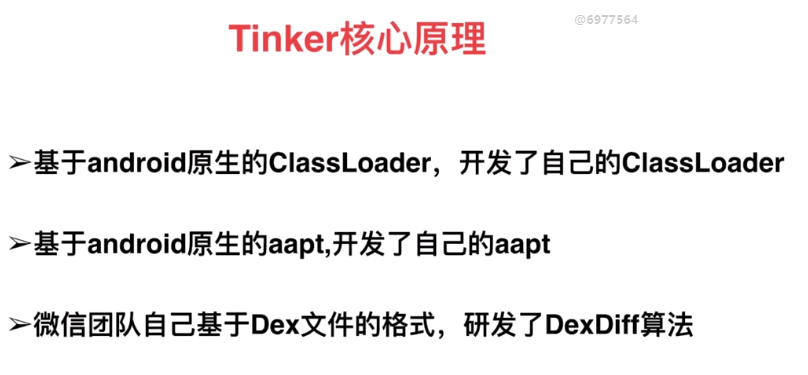 @6977564
Tinker核心原理
➢基于android原生的ClassLoader，开发了自己的ClassLoader
➢基于android原生的aapt,开发了自己的aapt
➢微信团队自己基于Dex文件的格式，研发了DexDiff算法